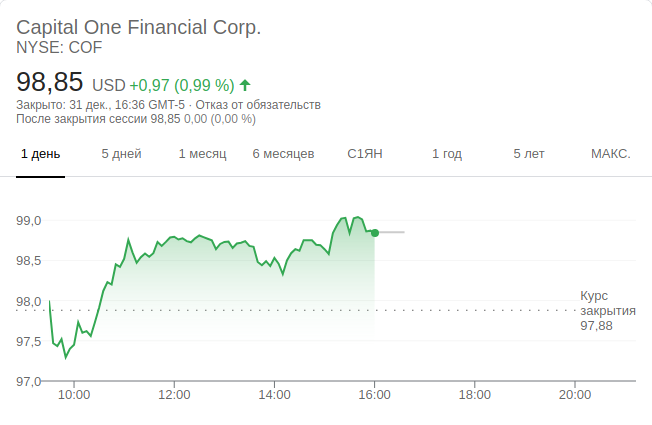 Capital One Financial Corp.
NYSE: COF
98,85 USD +0,97 (0,99 %)
Закрыто: 31 дек., 16:36 GMT-5 · Отказ от обязательств
После закрытия сессии 98,85 0,00 (0,00 %)
1 день 5 дней 1 месяц 6 месяцев С1ЯН 1 год 5 лет МАКС.
99,0
98,5
98,0
97,5
97,0
Курс
закрытия
97,88
10:00 12:00 14:00 16:00 18:00 20:00